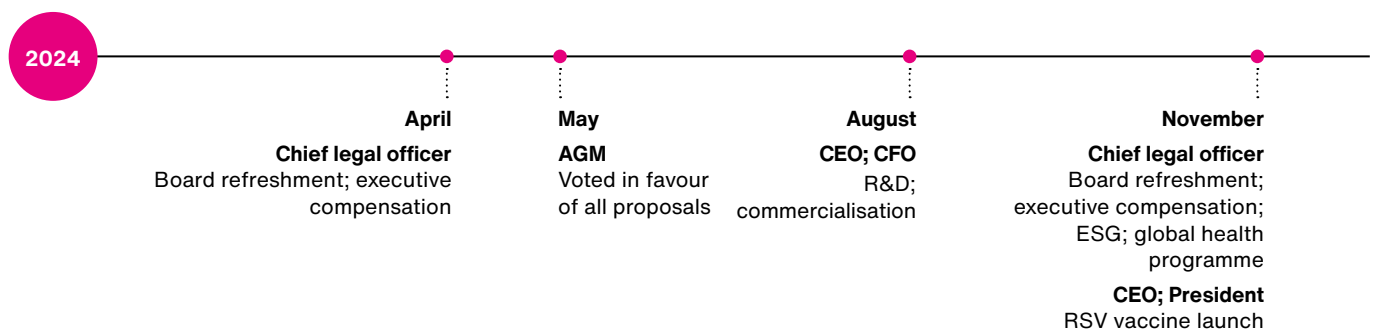 2024
April
Chief legal officer
Board refreshment; executive
compensation
May
AGM
Voted in favour
of all proposals
August
CEO; CFO
R&D;
commercialisation
November
Chief legal officer
Board refreshment;
executive compensation;
ESG; global health
programme
CEO; President
RSV vaccine launch